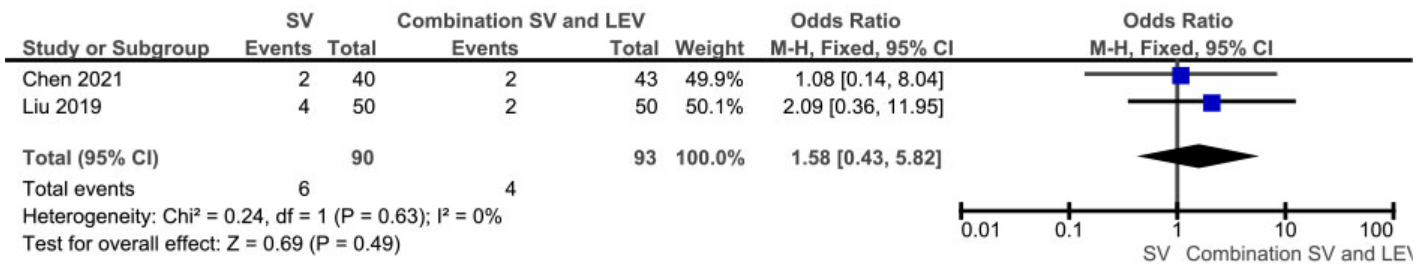 SV Combination SV and LEV Odds Ratio Odds Ratio
Study or Subgroup Events Total Events Total Weight M-H, Fixed, 95% CI M-H, Fixed, 95% CI
Chen 2021 2 40 2 43 49.9% 1.08 [0.14, 8.04]
Liu 2019 4 50 2 50 50.1% 2.09 [0.36, 11.95]
Total (95% CI) 90 93 100.0% 1.58 [0.43, 5.82]
Total events 6 4
Heterogeneity: Chi² = 0.24, df = 1 (P = 0.63); I² = 0%
Test for overall effect: Z = 0.69 (P = 0.49)
0.01 0.1 1 10 100
SV Combination SV and LEV